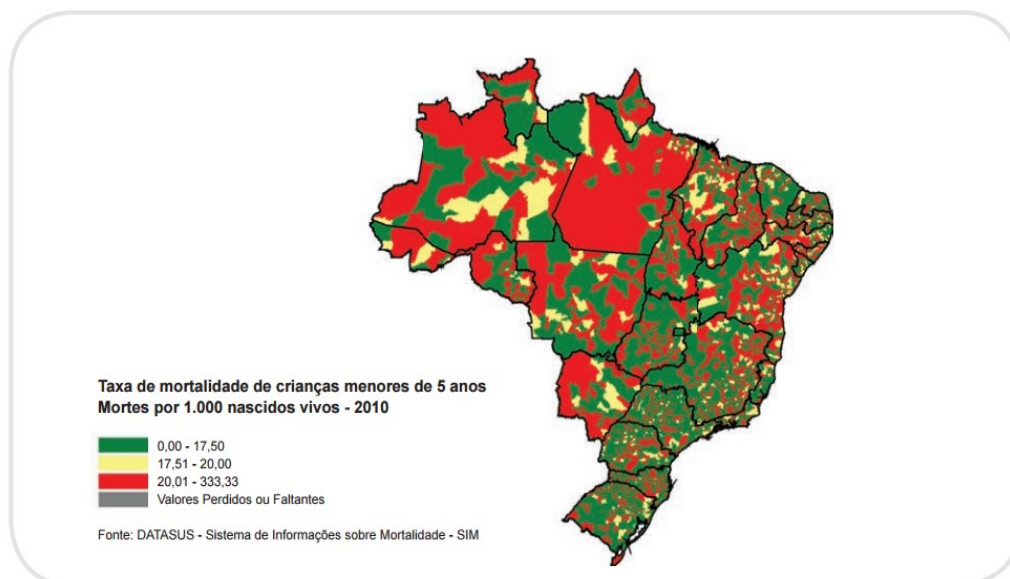 Taxa de mortalidade de crianças menores de 5 anos
Mortes por 1.000 nascidos vivos - 2010
0,00 - 17,50
17,51 - 20,00
20,01 - 333,33
Valores Perdidos ou Faltantes
Fonte: DATASUS - Sistema de Informações sobre Mortalidade - SIM